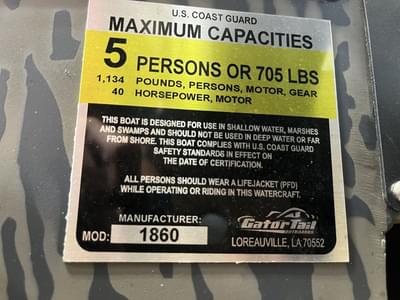 U.S. COAST GUARD
MAXIMUM CAPACITIES
5 PERSONS OR 705 LBS
1,134 POUNDS, PERSONS, MOTOR, GEAR
40 HORSEPOWER, MOTOR
THIS BOAT IS DESIGNED FOR USE IN SHALLOW WATER, MARSHES
AND SWAMPS AND SHOULD NOT BE USED IN DEEP WATER OR FAR
FROM SHORE. THIS BOAT COMPLIES WITH U.S. COAST GUARD
SAFETY STANDARDS IN EFFECT ON
THE DATE OF CERTIFICATION.
ALL PERSONS SHOULD WEAR A LIFEJACKET (PFD)
WHILE OPERATING OR RIDING IN THIS WATERCRAFT.
MANUFACTURER:
MOD: 1860
GatorTail
OUTBOARDS
LOREAUVILLE, LA 70552